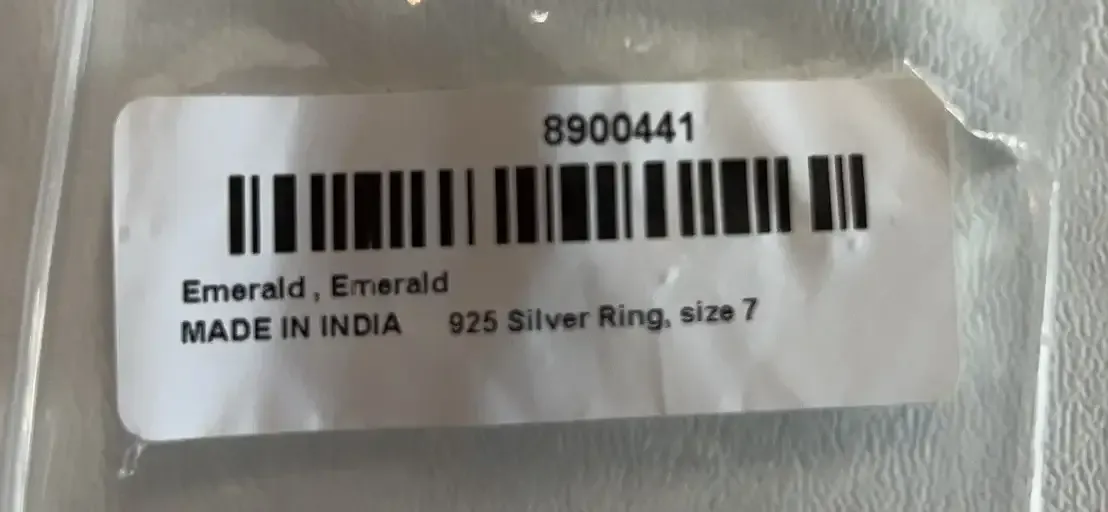 8900441
Emerald , Emerald
MADE IN INDIA 925 Silver Ring, size 7